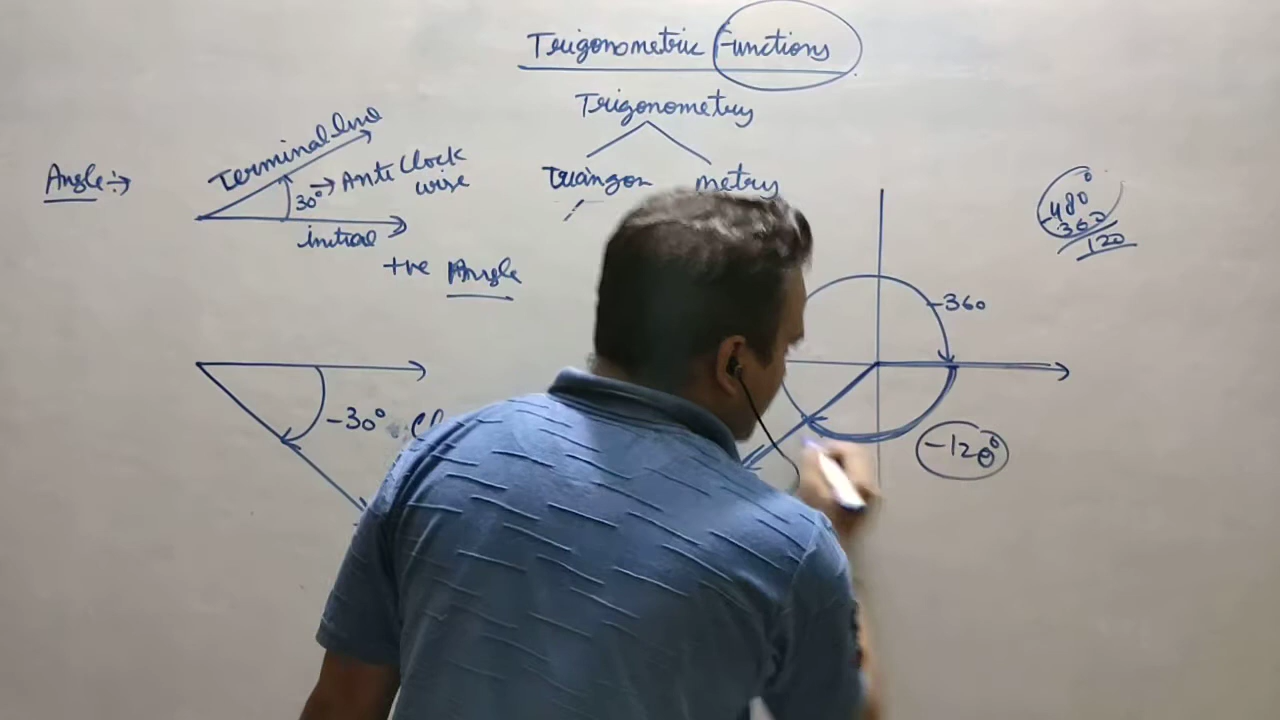 Trigonometric Functions
Trigonometry
Triangon metry
Angle :→
Terminal line
30° → Anti Clock
wise
initial
+ve Angle
-30°
480°
-360
120
-360
-120°